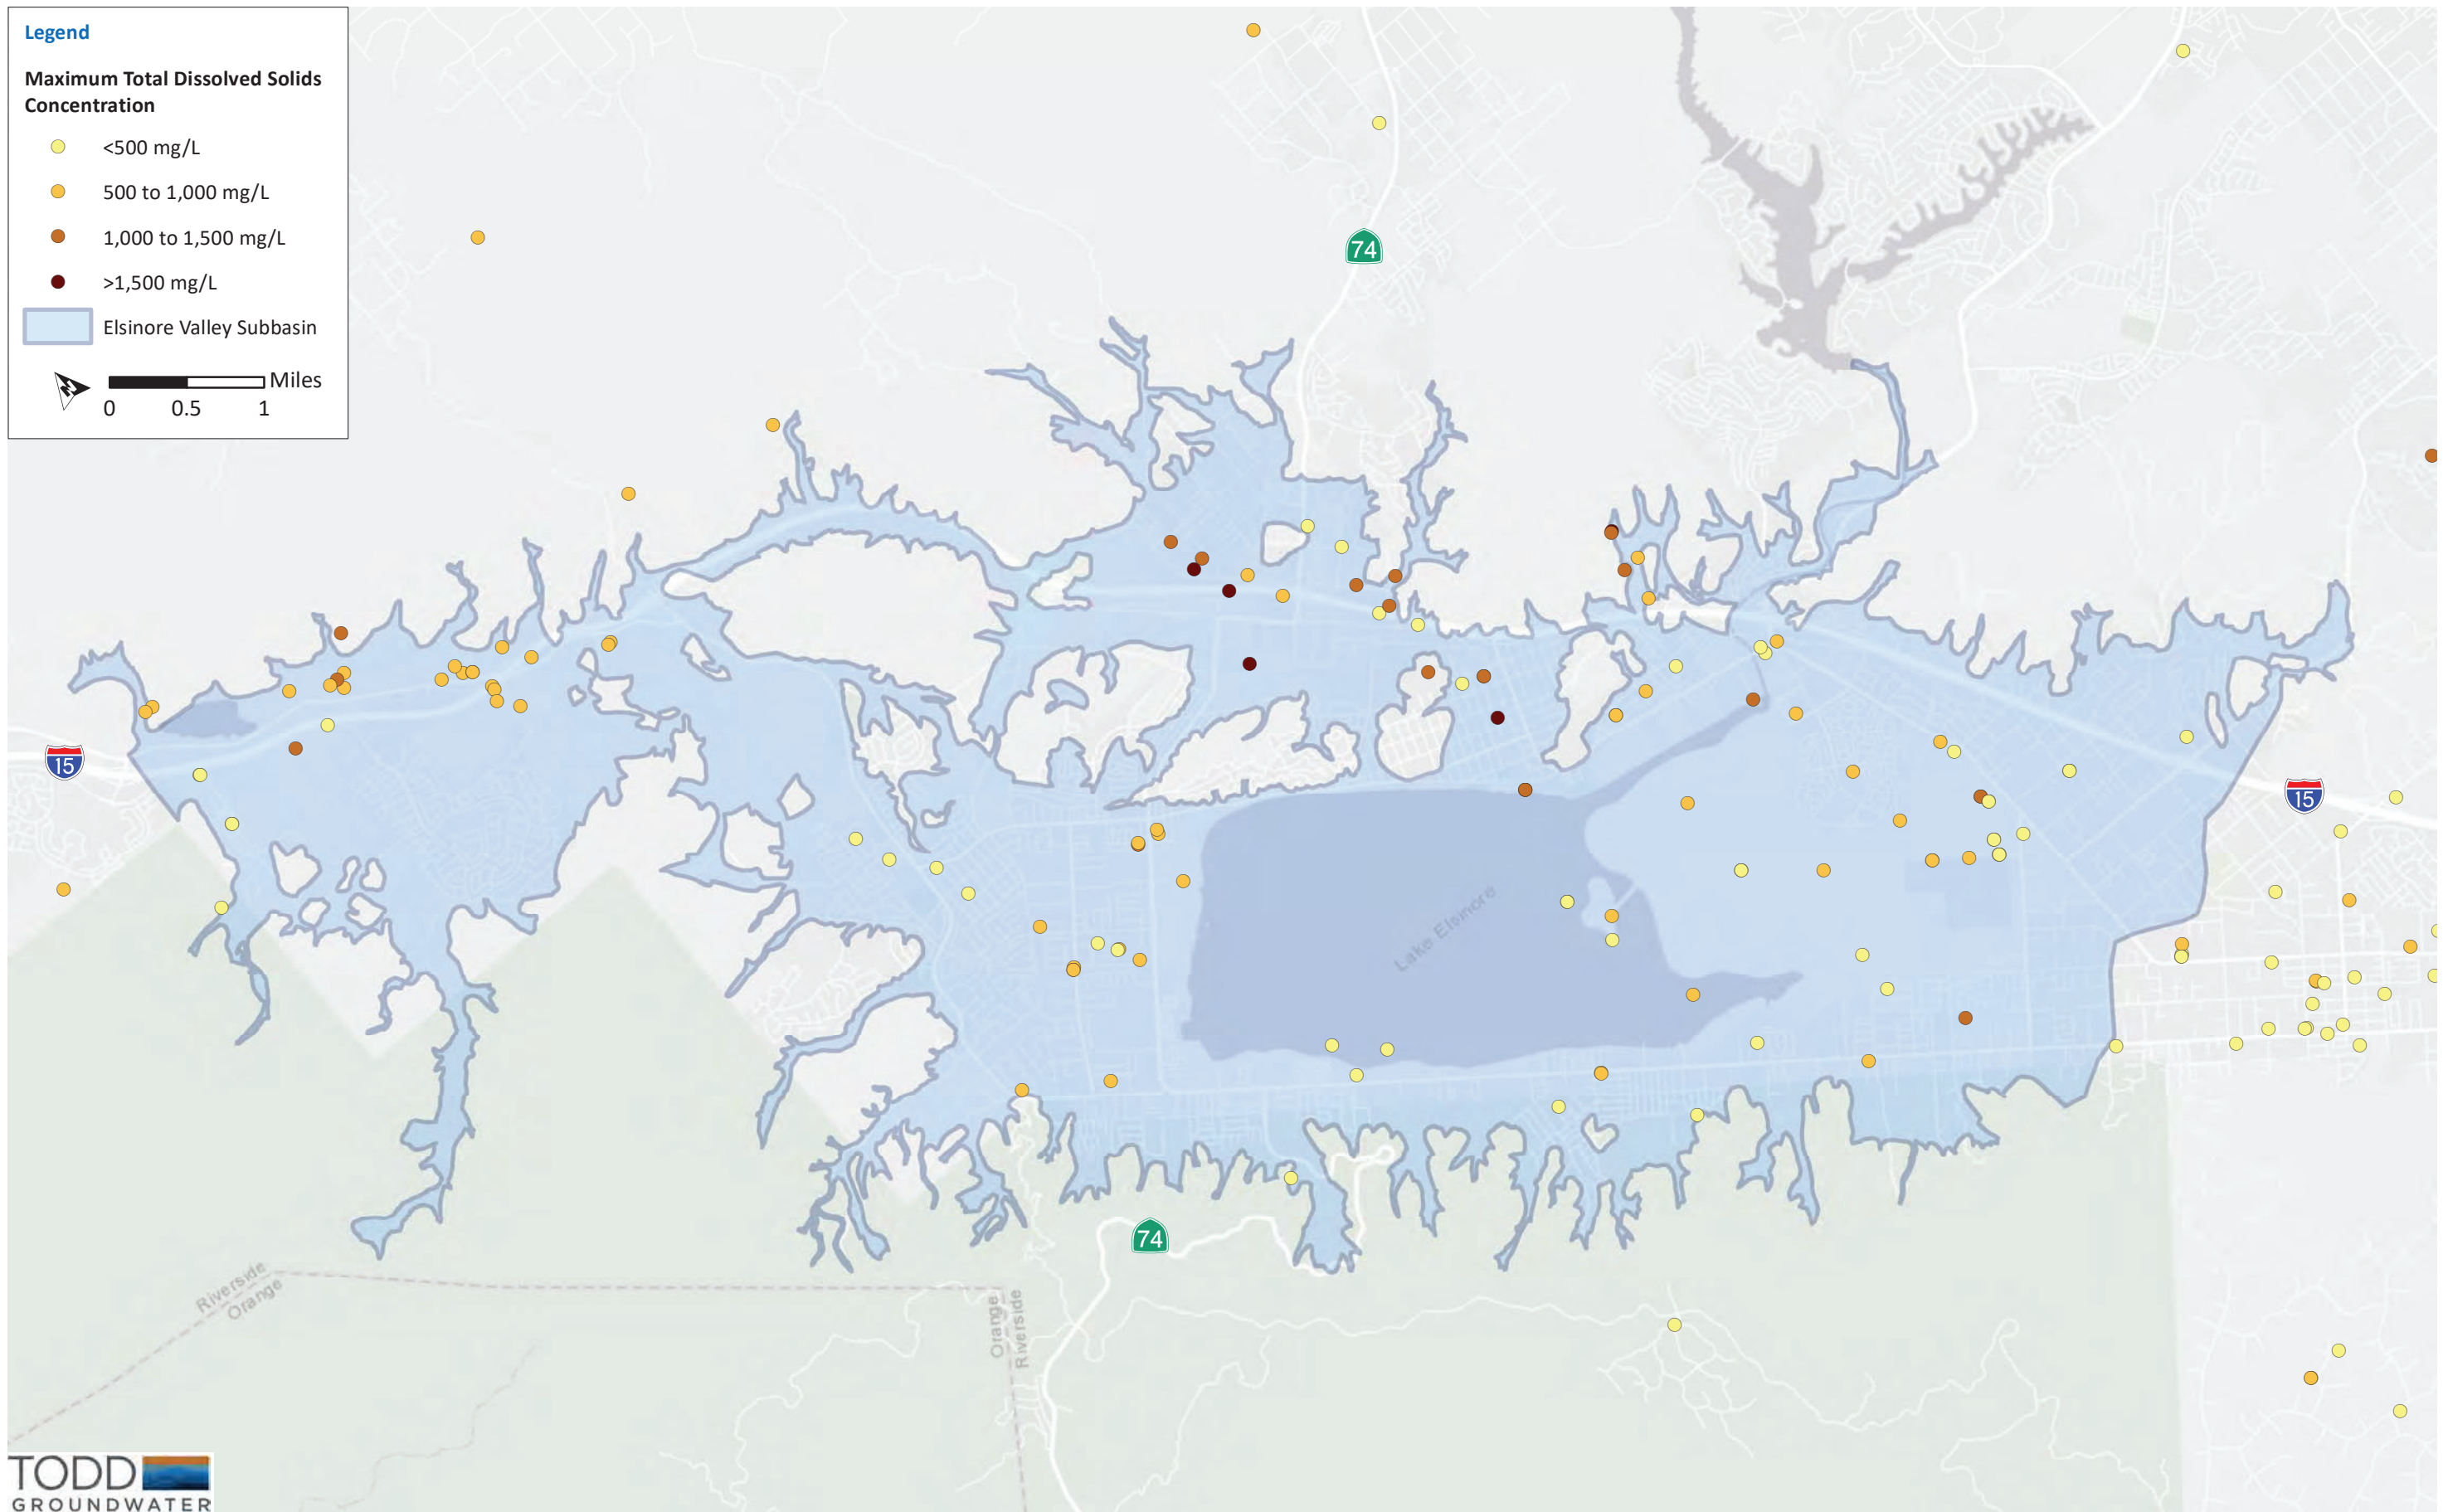 Legend
Maximum Total Dissolved Solids
Concentration
<500 mg/L
500 to 1,000 mg/L
1,000 to 1,500 mg/L
>1,500 mg/L
Elsinore Valley Subbasin
N
Miles
0 0.5 1
74
15
15
Lake Elsinore
74
Riverside
Orange
Orange
Riverside
TODD
GROUNDWATER